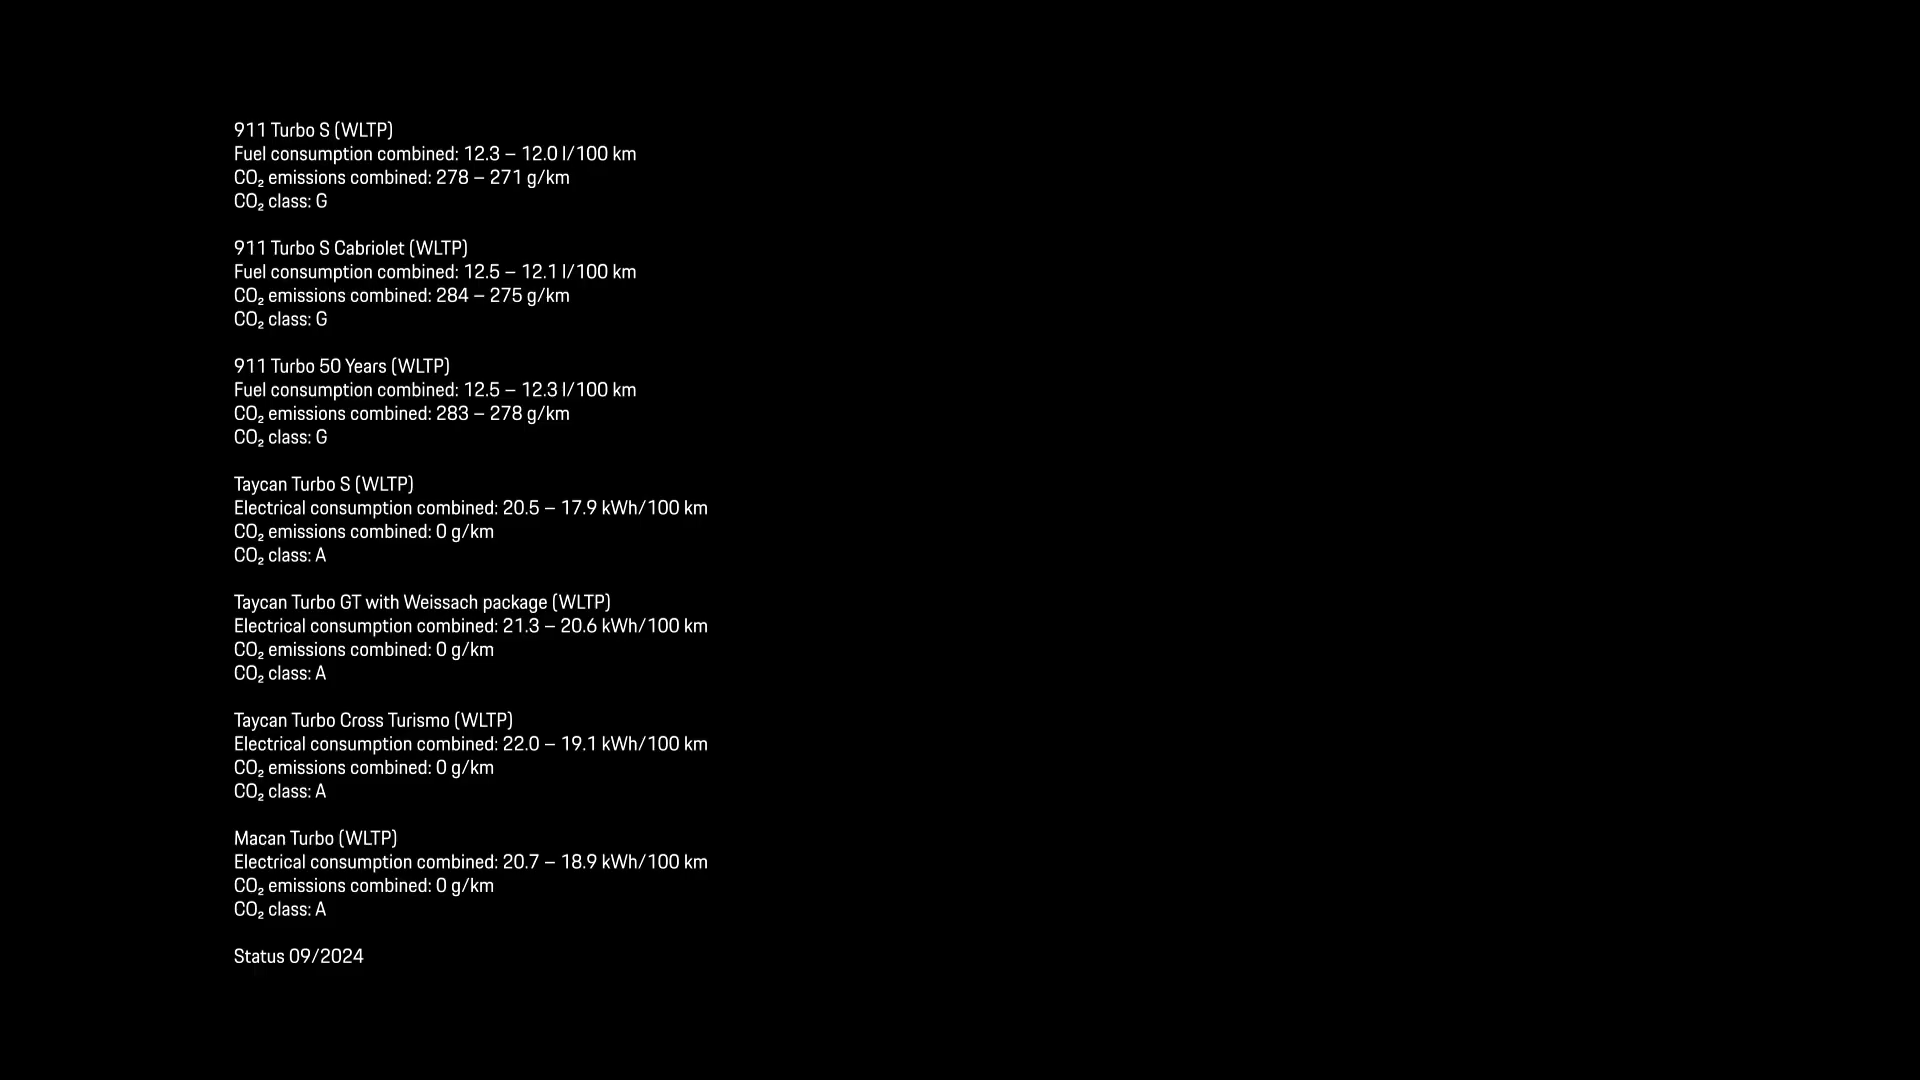 911 Turbo S (WLTP)
Fuel consumption combined: 12.3 – 12.0 l/100 km
CO₂ emissions combined: 278 – 271 g/km
CO₂ class: G
911 Turbo S Cabriolet (WLTP)
Fuel consumption combined: 12.5 – 12.1 l/100 km
CO₂ emissions combined: 284 – 275 g/km
CO₂ class: G
911 Turbo 50 Years (WLTP)
Fuel consumption combined: 12.5 – 12.3 l/100 km
CO₂ emissions combined: 283 – 278 g/km
CO₂ class: G
Taycan Turbo S (WLTP)
Electrical consumption combined: 20.5 – 17.9 kWh/100 km
CO₂ emissions combined: 0 g/km
CO₂ class: A
Taycan Turbo GT with Weissach package (WLTP)
Electrical consumption combined: 21.3 – 20.6 kWh/100 km
CO₂ emissions combined: 0 g/km
CO₂ class: A
Taycan Turbo Cross Turismo (WLTP)
Electrical consumption combined: 22.0 – 19.1 kWh/100 km
CO₂ emissions combined: 0 g/km
CO₂ class: A
Macan Turbo (WLTP)
Electrical consumption combined: 20.7 – 18.9 kWh/100 km
CO₂ emissions combined: 0 g/km
CO₂ class: A
Status 09/2024